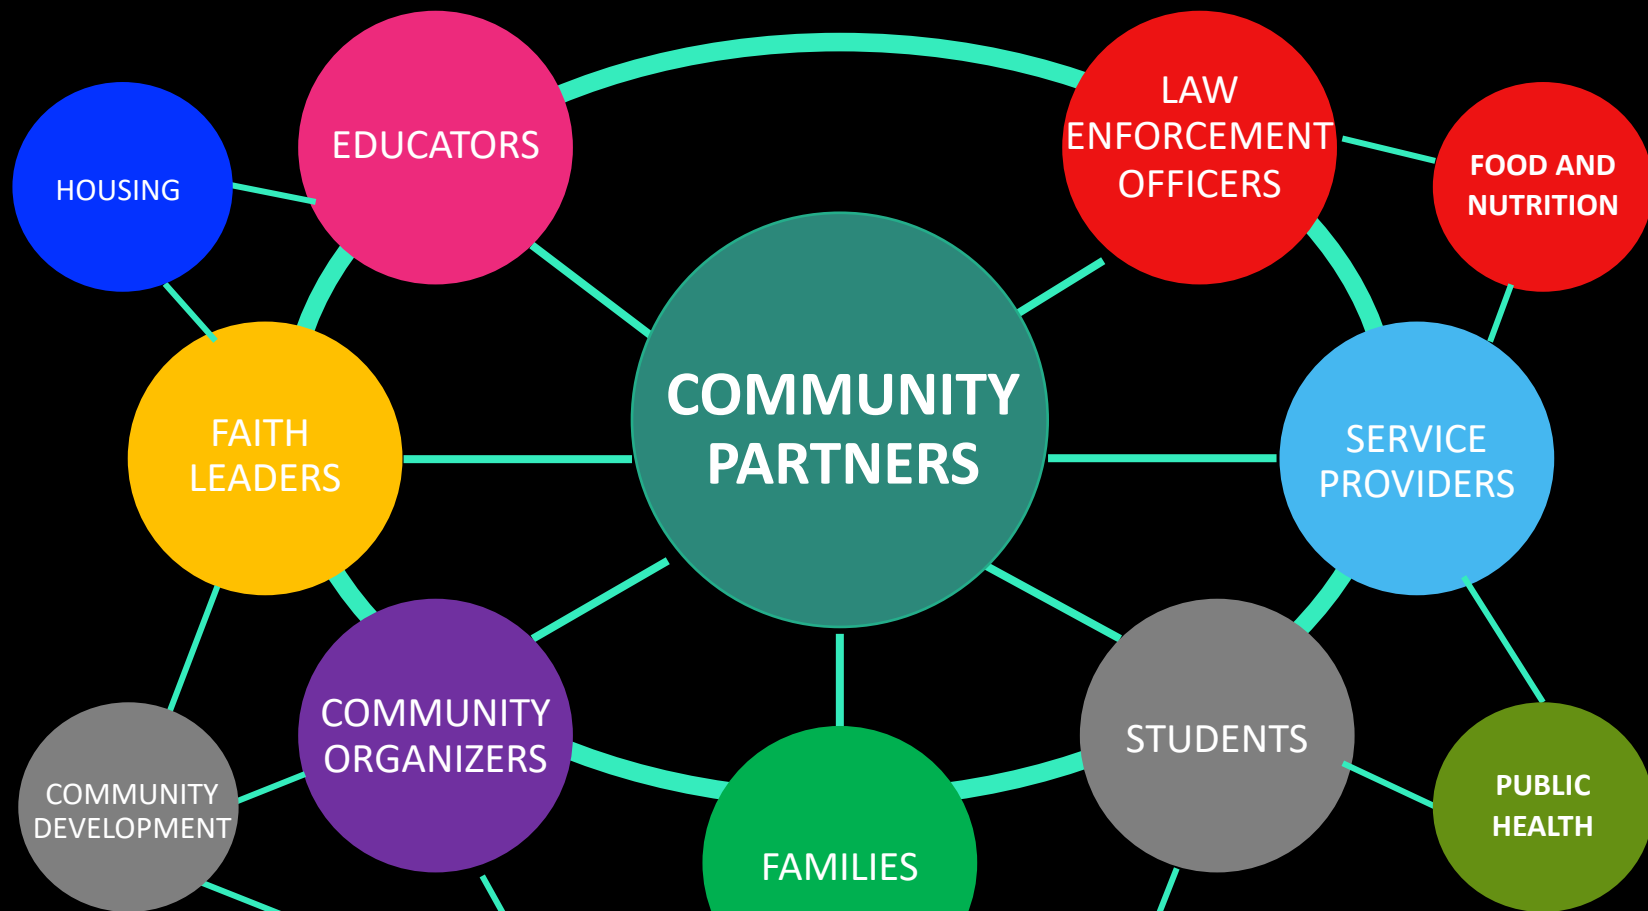 EDUCATORS
LAW
ENFORCEMENT
OFFICERS
HOUSING
FOOD AND
NUTRITION
COMMUNITY
PARTNERS
FAITH
LEADERS
SERVICE
PROVIDERS
COMMUNITY
ORGANIZERS
STUDENTS
COMMUNITY
DEVELOPMENT
PUBLIC
HEALTH
FAMILIES